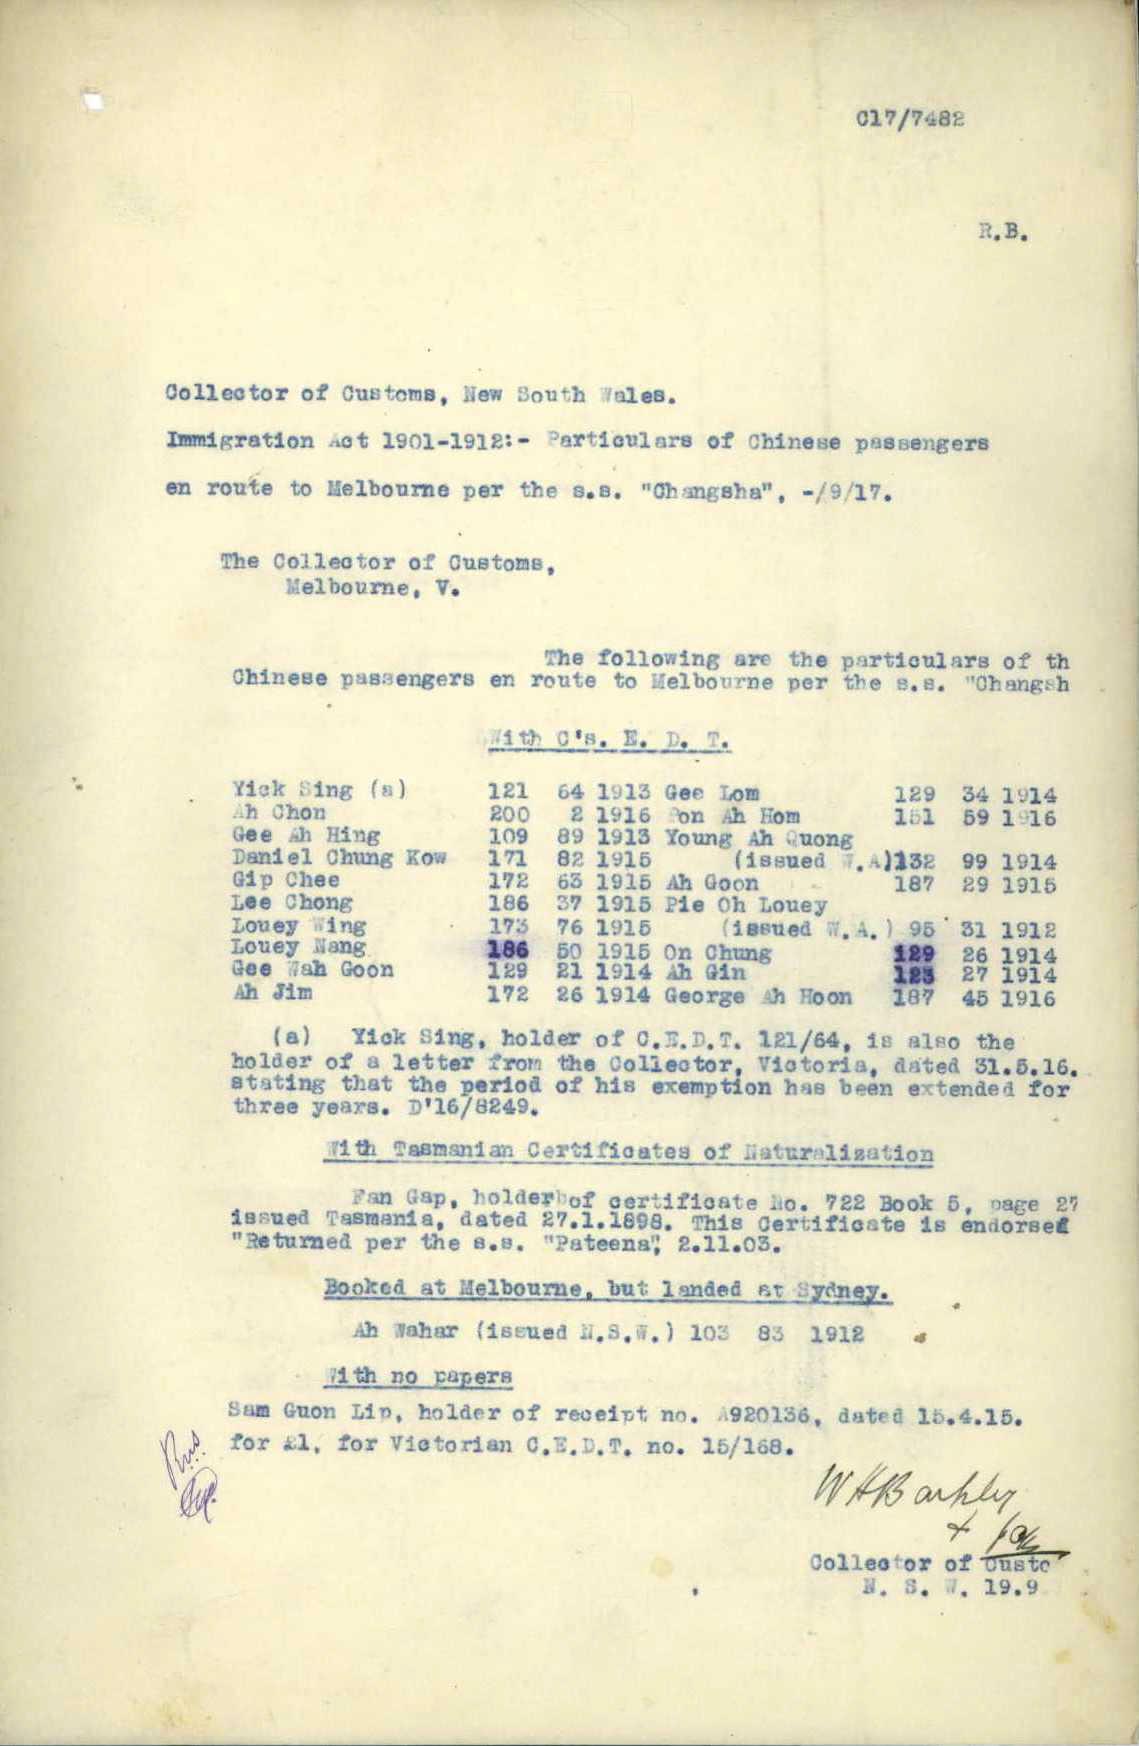 C17/7482
R.B.
Collector of Customs, New South Wales.
Immigration Act 1901-1912:- Particulars of Chinese passengers
en route to Melbourne per the s.s. "Changsha", -/9/17.
The Collector of Customs,
Melbourne, V.
The following are the particulars of th
Chinese passengers en route to Melbourne per the s.s. "Changsh
With C's. E. D. T.
Yick Sing (a) 121 64 1913 Gee Lom 129 34 1914
Ah Chon 200 2 1916 Pon Ah Hom 151 59 1916
Gee Ah Hing 109 89 1913 Young Ah Quong
Daniel Chung Kow 171 82 1915 (issued W.A)132 99 1914
Gip Chee 172 63 1915 Ah Goon 187 29 1915
Lee Chong 186 37 1915 Pie Oh Louey
Louey Wing 173 76 1915 (issued W.A.) 95 31 1912
Louey Nang 186 50 1915 On Chung 129 26 1914
Gee Wah Goon 129 21 1914 Ah Gin 123 27 1914
Ah Jim 172 26 1914 George Ah Hoon 187 45 1916
(a) Yick Sing, holder of C.E.D.T. 121/64, is also the
holder of a letter from the Collector, Victoria, dated 31.5.16.
stating that the period of his exemption has been extended for
three years. D'16/8249.
With Tasmanian Certificates of Naturalization
Fan Gap, holder of certificate No. 722 Book 5, page 27
issued Tasmania, dated 27.1.1898. This Certificate is endorsed
"Returned per the s.s. "Pateena", 2.11.03.
Booked at Melbourne, but landed at Sydney.
Ah Wahar (issued N.S.W.) 103 83 1912
With no papers
Sam Guon Lip, holder of receipt no. A920136, dated 15.4.15.
for £1, for Victorian C.E.D.T. no. 15/168.
W H Barkley
Collector of Custo
N. S. W. 19.9